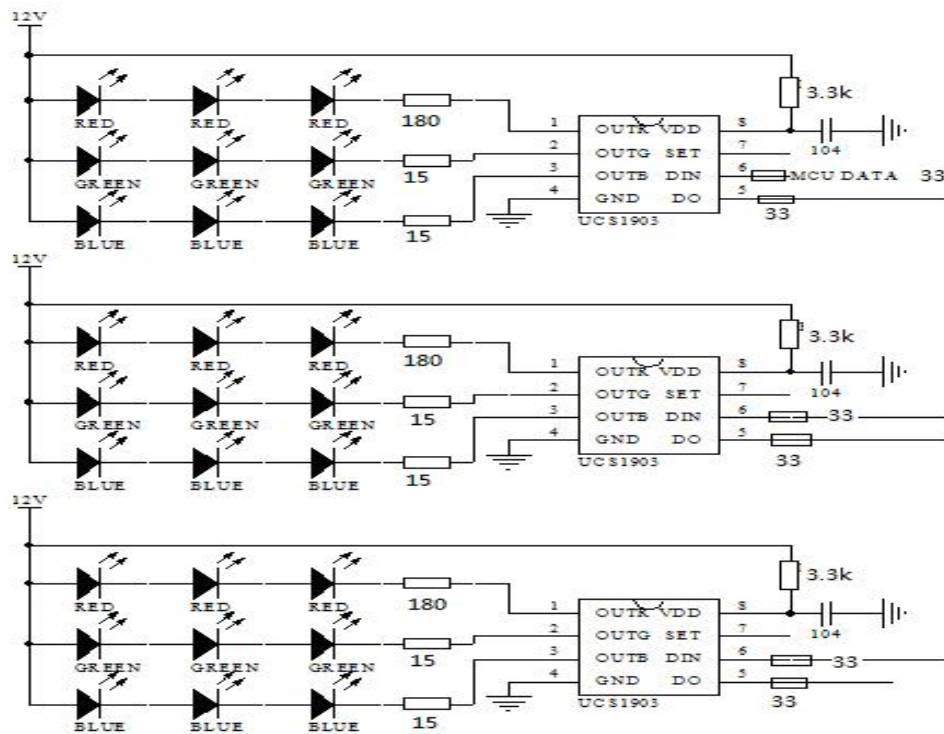 12V
3.3k
RED RED RED 180 1 OUTR VDD 8
104
GREEN GREEN GREEN 15 2 OUTG SET 7
3 OUTB DIN 6 MCU DATA 33
BLUE BLUE BLUE 15 4 GND DO 5 33
UCS1903
12V
3.3k
RED RED RED 180 1 OUTR VDD 8
104
GREEN GREEN GREEN 15 2 OUTG SET 7
3 OUTB DIN 6 33
BLUE BLUE BLUE 15 4 GND DO 5 33
UCS1903
12V
3.3k
RED RED RED 180 1 OUTR VDD 8
104
GREEN GREEN GREEN 15 2 OUTG SET 7
3 OUTB DIN 6 33
BLUE BLUE BLUE 15 4 GND DO 5 33
UCS1903